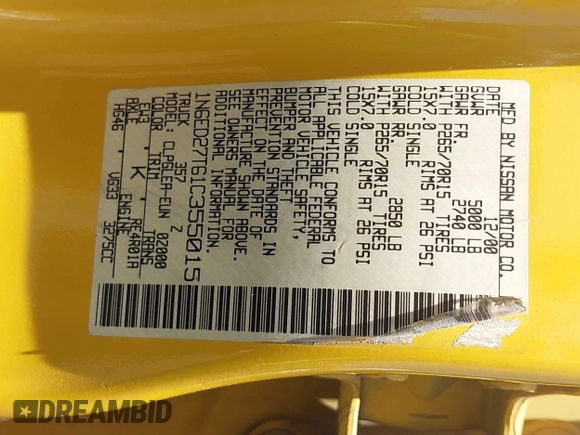 MFD. BY NISSAN MOTOR CO.
12/00
GVWR 5000 LB
GAWR FR. 2740 LB
WITH P265/70R15 TIRES
15X7.0 RIMS AT 26 PSI
COLD SINGLE
GAWR RR. 2850 LB
WITH P265/70R15 TIRES
15X7.0 RIMS AT 26 PSI
COLD SINGLE
THIS VEHICLE CONFORMS TO
ALL APPLICABLE FEDERAL
MOTOR VEHICLE SAFETY,
BUMPER AND THEFT
PREVENTION STANDARDS IN
EFFECT ON THE DATE OF
MANUFACTURE SHOWN ABOVE.
SEE OWNERS MANUAL FOR
ADDITIONAL INFORMATION.
1N6ED27T61C355015
TRUCK 357 Z
MODEL: CLPG6LEA-EUN 02000
COLOR TRIM TRANS
EA3 K RE4R01A
AXLE ENGINE
HG46 VG33 3275CC
DREAMBID